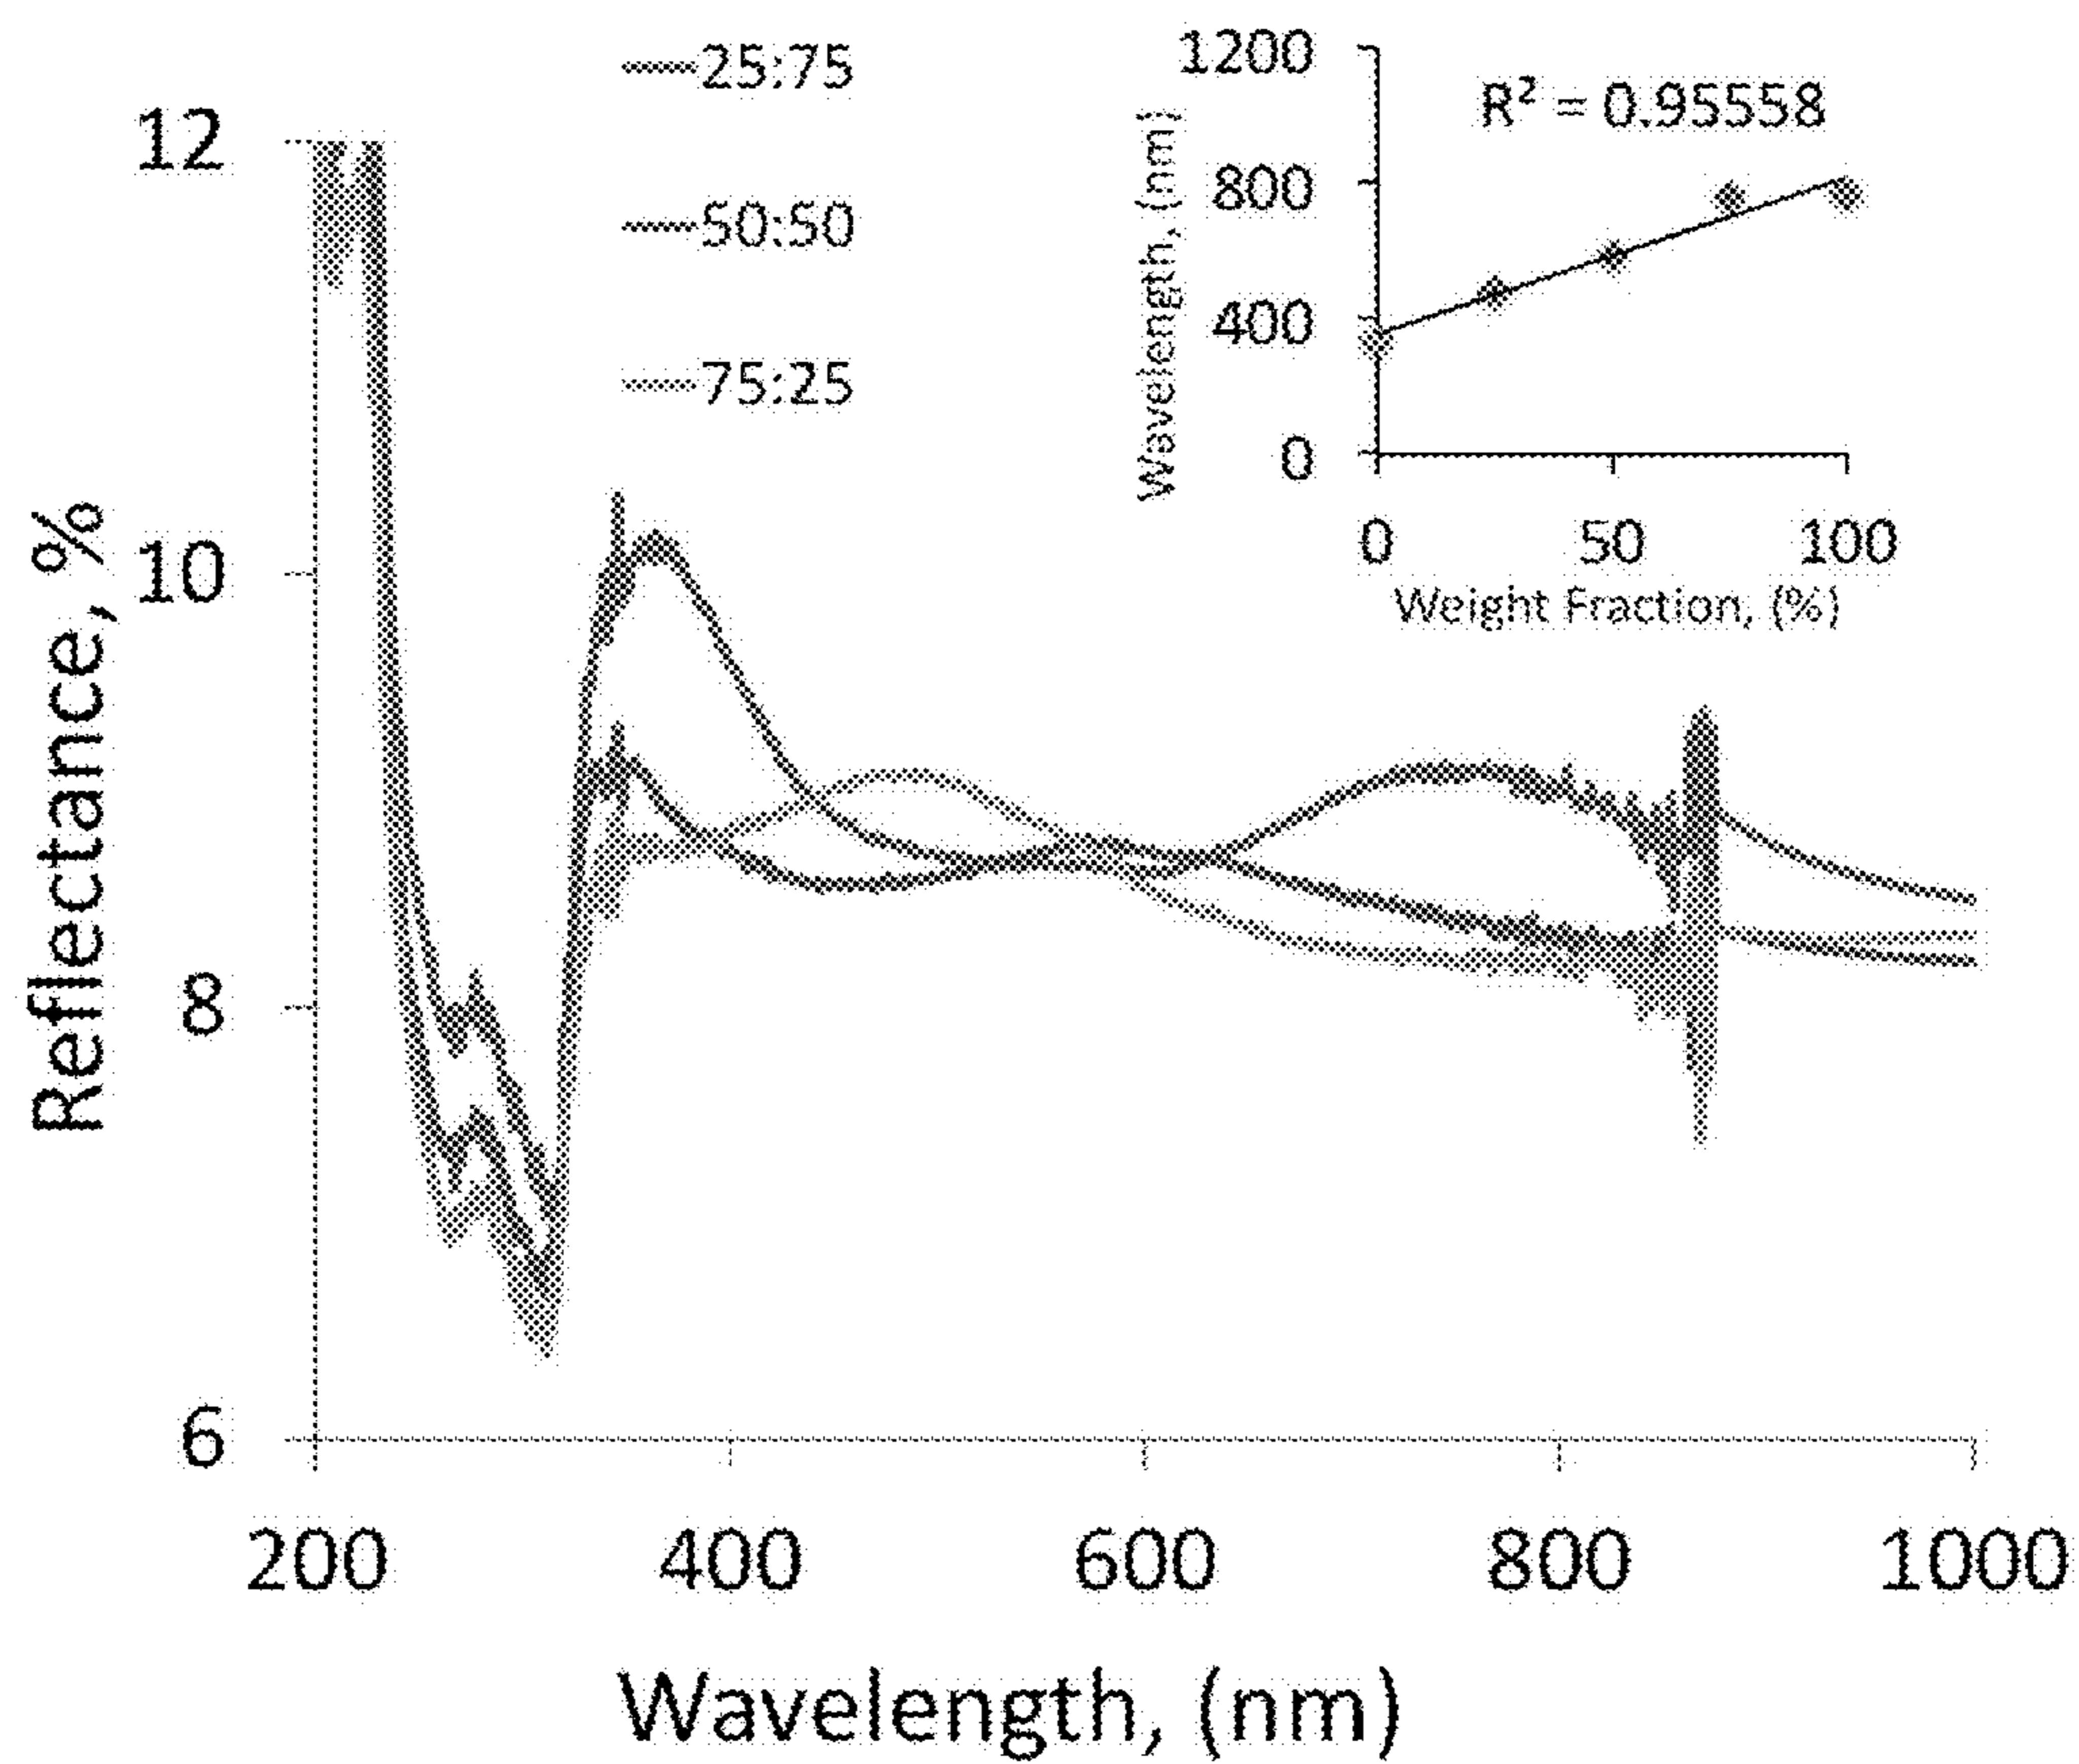 25:75
50:50
75:25
R² = 0.95558
1200
800
400
0
Wavelength, (nm)
0 50 100
Weight Fraction, (%)
12
10
8
6
Reflectance, %
200 400 600 800 1000
Wavelength, (nm)